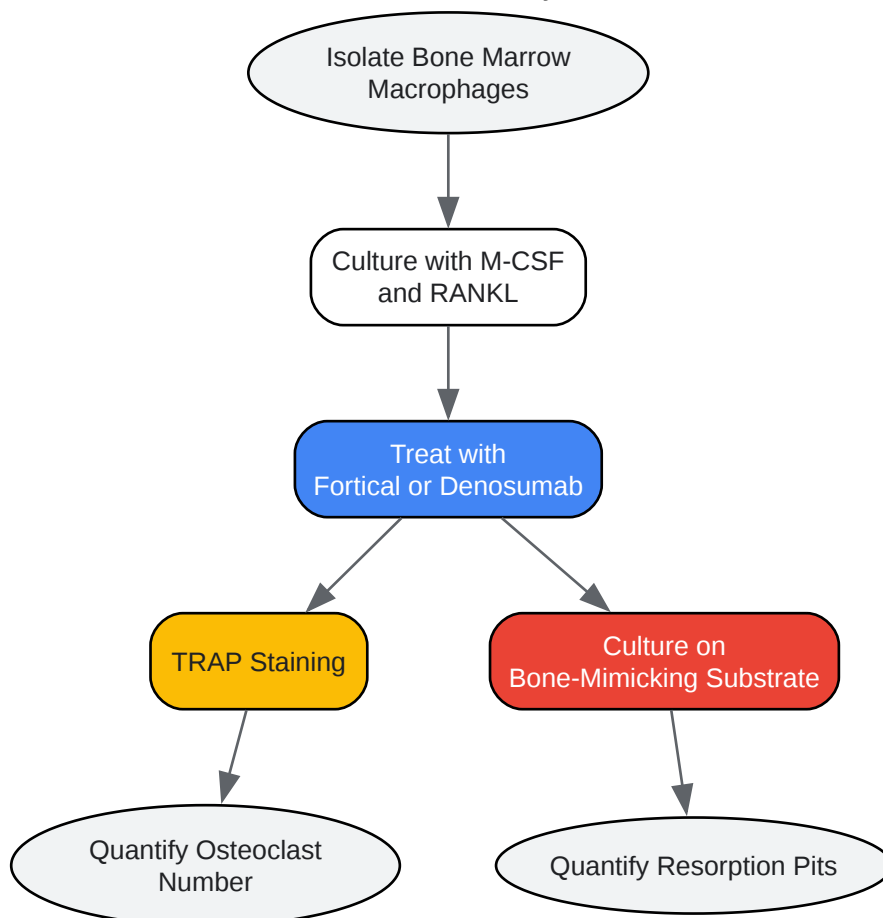 Isolate Bone Marrow
Macrophages
Culture with M-CSF
and RANKL
Treat with
Fortical or Denosumab
TRAP Staining
Culture on
Bone-Mimicking Substrate
Quantify Osteoclast
Number
Quantify Resorption Pits